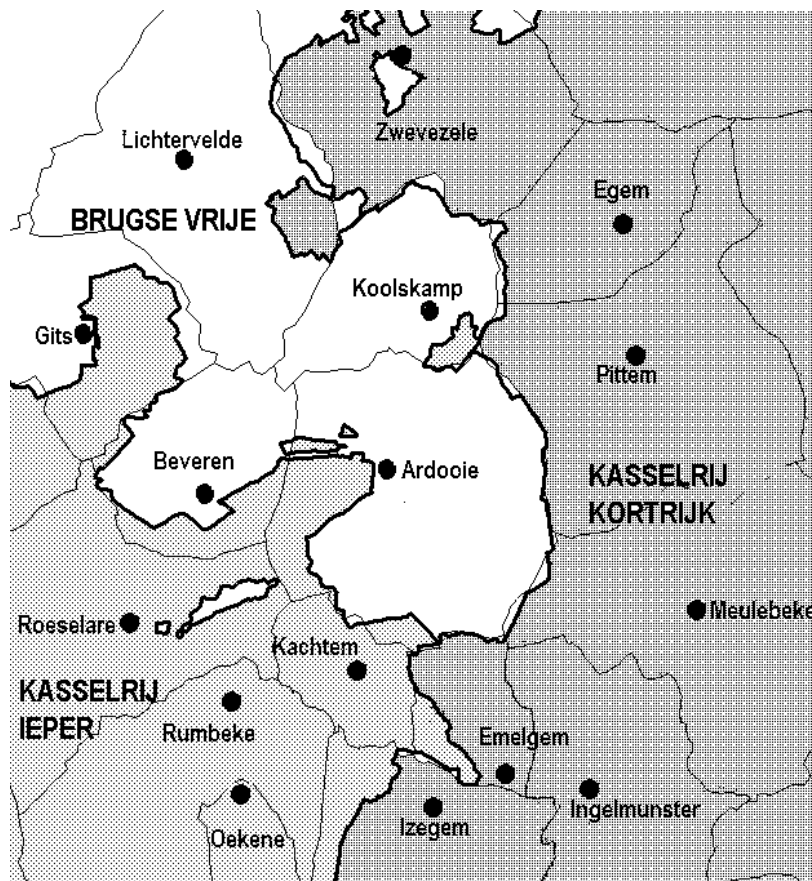 Zwevezele
Lichtervelde
Egem
BRUGSE VRIJE
Koolskamp
Gits
Pittem
Beveren
Ardooie
KASSELRIJ
KORTRIJK
Roeselare
Meulebeke
Kachtem
KASSELRIJ
IEPER
Rumbeke
Emelgem
Izegem
Ingelmunster
Oekene